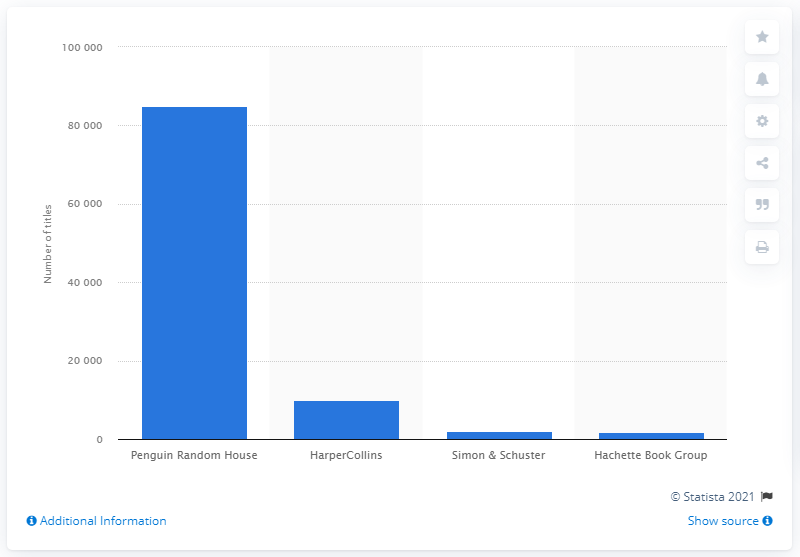 100 000
80 000
60 000
40 000
20 000
0
Number of titles
Penguin Random House
HarperCollins
Simon & Schuster
Hachette Book Group
© Statista 2021
Additional Information
Show source